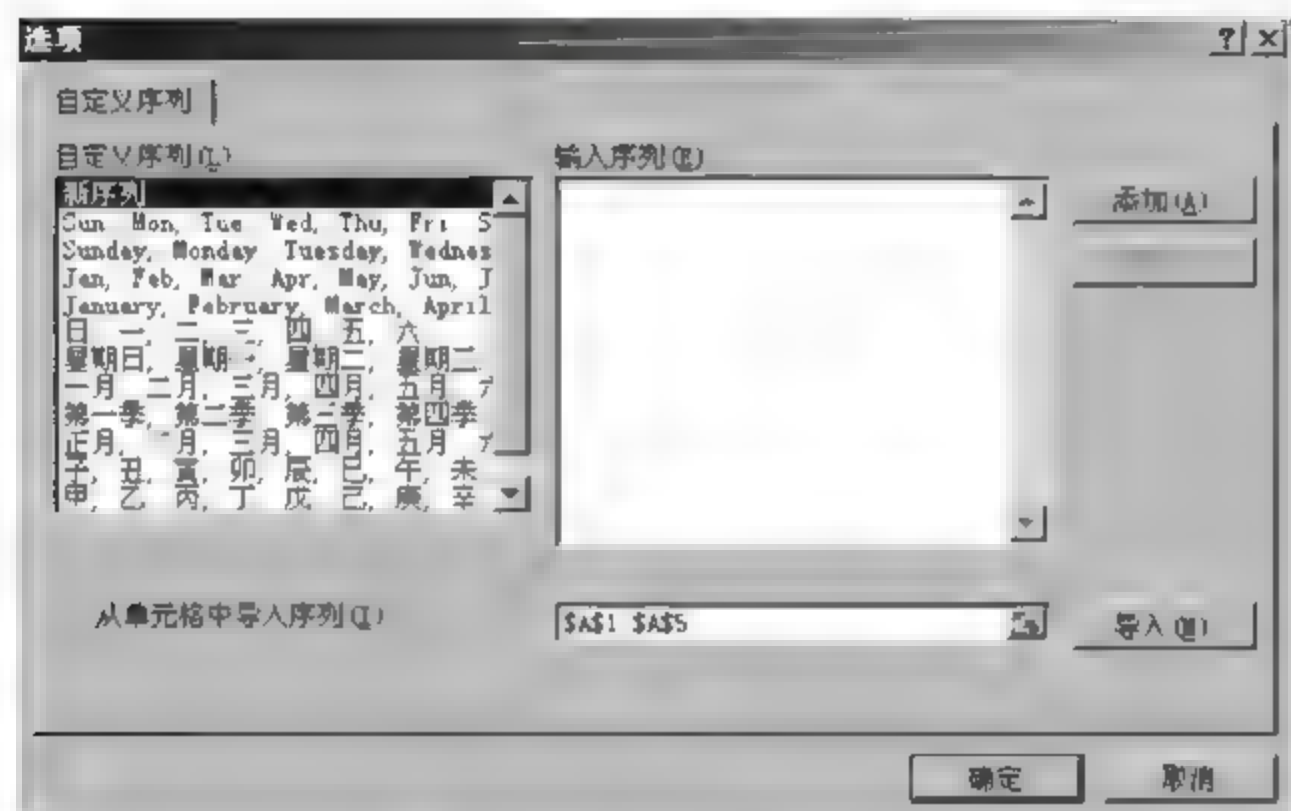 选项
自定义序列
自定义序列(L)
输入序列(E)
新序列
Sun Mon, Tue Wed, Thu, Fri S
Sunday, Monday Tuesday, Wednes
Jan, Feb, Mar Apr, May, Jun, J
January, February, March, April
日 一, 二, 三, 四 五, 六
星期日, 星期一, 星期二, 星期三
一月 二月, 三月, 四月, 五月
第一季, 第二季 第三季, 第四季
正月, 二月, 三月, 四月, 五月
子, 丑, 寅, 卯, 辰, 巳, 午, 未
甲, 乙 丙, 丁 戊 己, 庚, 辛
添加(A)
从单元格中导入序列(I)
$A$1 $A$5
导入(M)
确定
取消